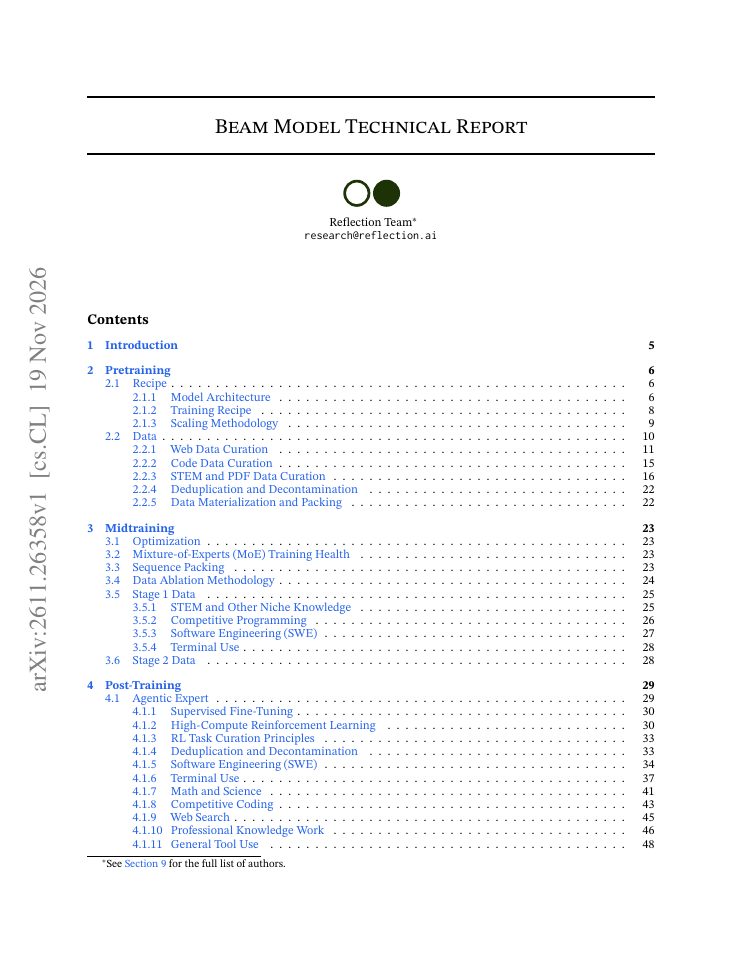 BEAM MODEL TECHNICAL REPORT
Reflection Team*
research@reflection.ai
arXiv:2611.26358v1 [cs.CL] 19 Nov 2026
Contents
1 Introduction 5
2 Pretraining 6
2.1 Recipe . . . . . . . . . . . . . . . . . . . . 6
2.1.1 Model Architecture . . . . . . . . . . . . . . . . . . . . 6
2.1.2 Training Recipe . . . . . . . . . . . . . . . . . . . . 8
2.1.3 Scaling Methodology . . . . . . . . . . . . . . . . . . . . 9
2.2 Data . . . . . . . . . . . . . . . . . . . . 10
2.2.1 Web Data Curation . . . . . . . . . . . . . . . . . . . . 11
2.2.2 Code Data Curation . . . . . . . . . . . . . . . . . . . . 15
2.2.3 STEM and PDF Data Curation . . . . . . . . . . . . . . . . . . . . 16
2.2.4 Deduplication and Decontamination . . . . . . . . . . . . . . . . . . . . 22
2.2.5 Data Materialization and Packing . . . . . . . . . . . . . . . . . . . . 22
3 Midtraining 23
3.1 Optimization . . . . . . . . . . . . . . . . . . . . 23
3.2 Mixture-of-Experts (MoE) Training Health . . . . . . . . . . . . . . . . . . . . 23
3.3 Sequence Packing . . . . . . . . . . . . . . . . . . . . 23
3.4 Data Ablation Methodology . . . . . . . . . . . . . . . . . . . . 24
3.5 Stage 1 Data . . . . . . . . . . . . . . . . . . . . 25
3.5.1 STEM and Other Niche Knowledge . . . . . . . . . . . . . . . . . . . . 25
3.5.2 Competitive Programming . . . . . . . . . . . . . . . . . . . . 26
3.5.3 Software Engineering (SWE) . . . . . . . . . . . . . . . . . . . . 27
3.5.4 Terminal Use . . . . . . . . . . . . . . . . . . . . 28
3.6 Stage 2 Data . . . . . . . . . . . . . . . . . . . . 28
4 Post-Training 29
4.1 Agentic Expert . . . . . . . . . . . . . . . . . . . . 29
4.1.1 Supervised Fine-Tuning . . . . . . . . . . . . . . . . . . . . 30
4.1.2 High-Compute Reinforcement Learning . . . . . . . . . . . . . . . . . . . . 30
4.1.3 RL Task Curation Principles . . . . . . . . . . . . . . . . . . . . 33
4.1.4 Deduplication and Decontamination . . . . . . . . . . . . . . . . . . . . 33
4.1.5 Software Engineering (SWE) . . . . . . . . . . . . . . . . . . . . 34
4.1.6 Terminal Use . . . . . . . . . . . . . . . . . . . . 37
4.1.7 Math and Science . . . . . . . . . . . . . . . . . . . . 41
4.1.8 Competitive Coding . . . . . . . . . . . . . . . . . . . . 43
4.1.9 Web Search . . . . . . . . . . . . . . . . . . . . 45
4.1.10 Professional Knowledge Work . . . . . . . . . . . . . . . . . . . . 46
4.1.11 General Tool Use . . . . . . . . . . . . . . . . . . . . 48
*See Section 9 for the full list of authors.